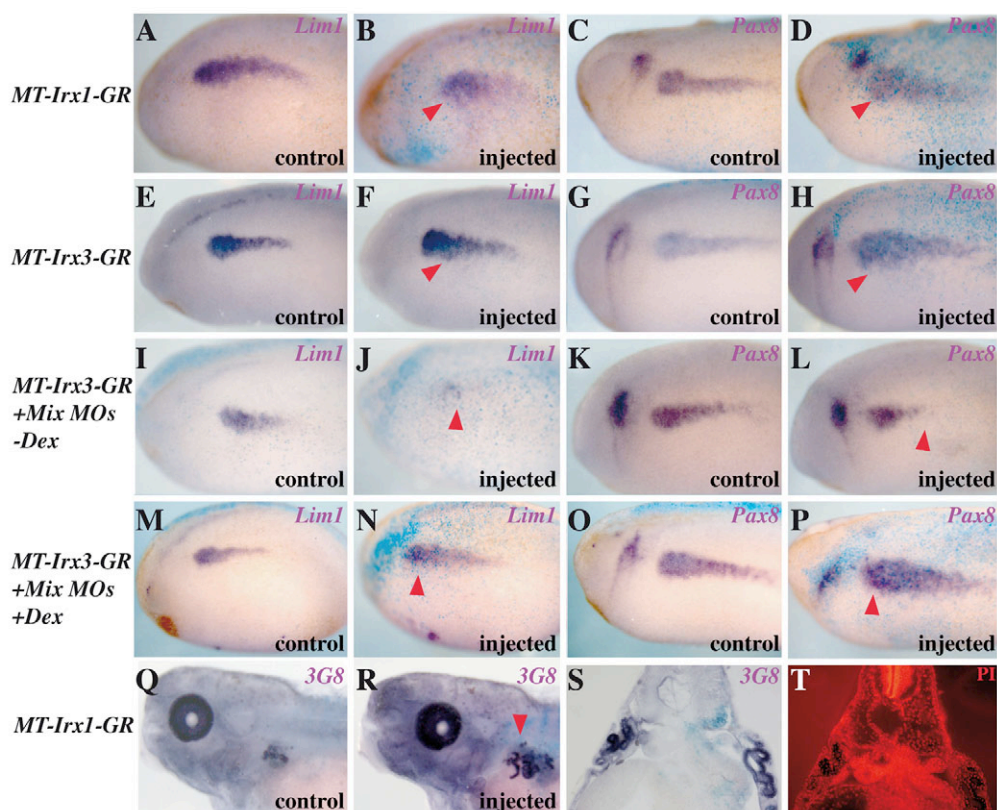 A Lim1 B Lim1 C Pax8 D Pax8
MT-Irx1-GR
control injected control injected
E Lim1 F Lim1 G Pax8 H Pax8
MT-Irx3-GR
control injected control injected
I Lim1 J Lim1 K Pax8 L Pax8
MT-Irx3-GR
+Mix MOs
-Dex
control injected control injected
M Lim1 N Lim1 O Pax8 P Pax8
MT-Irx3-GR
+Mix MOs
+Dex
control injected control injected
Q 3G8 R 3G8 S 3G8 T PI
MT-Irx1-GR
control injected